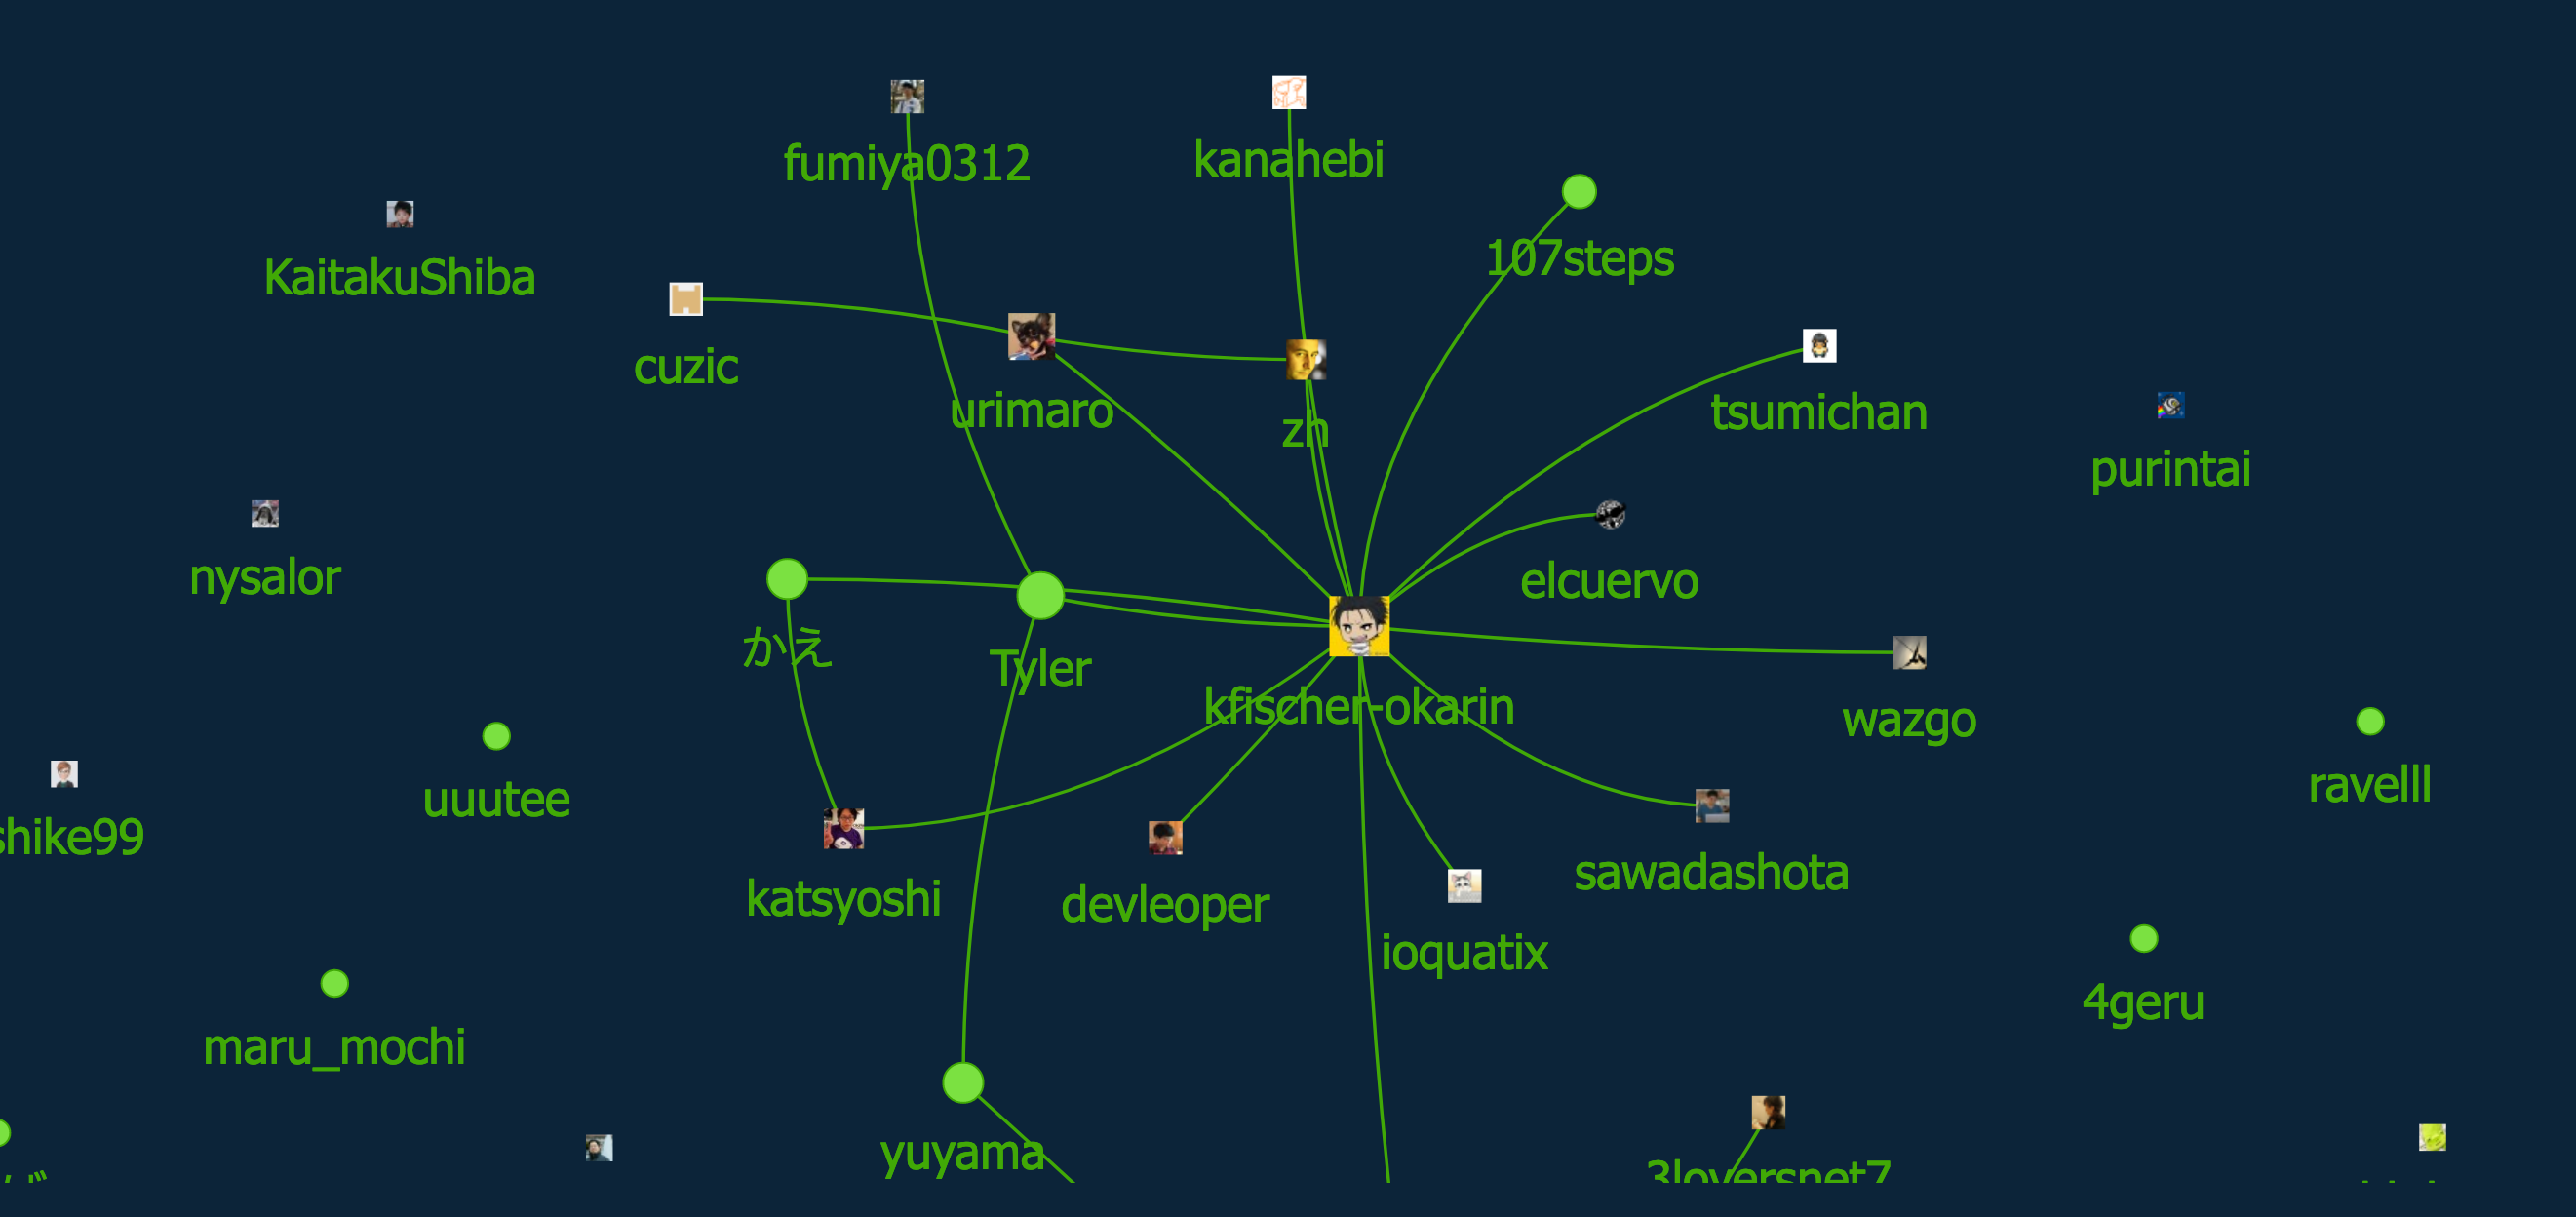 fumiya0312
kanahebi
107steps
KaitakuShiba
cuzic
urimaro
zh
tsumichan
purintai
nysalor
elcuervo
かえ
Tyler
kfischer-okarin
wazgo
uuutee
ravelll
shike99
katsyoshi
devleoper
sawadashota
ioquatix
4geru
maru_mochi
yuyama
3loversnet7